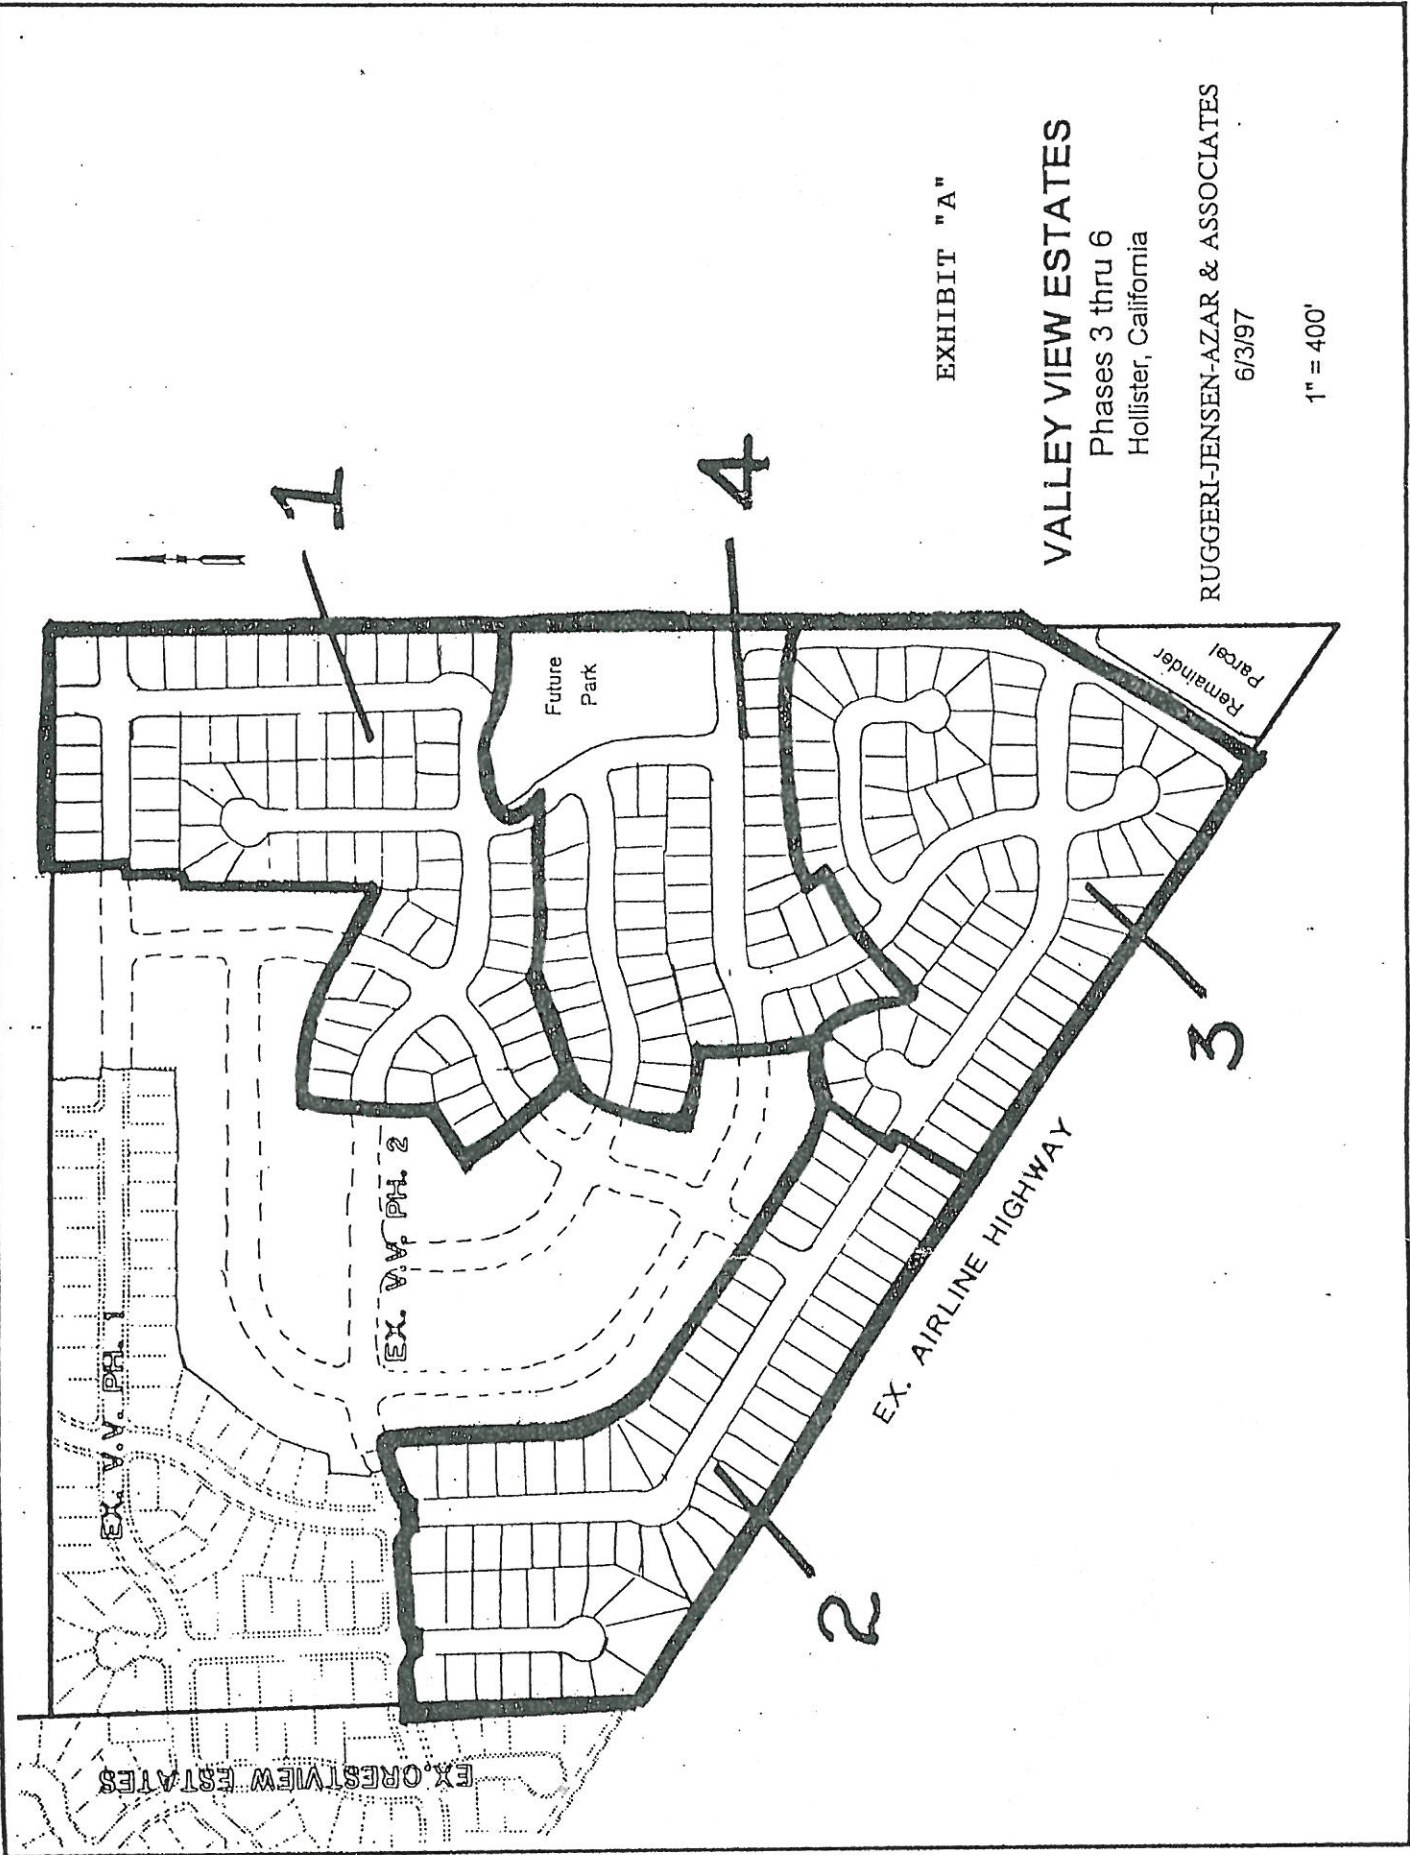 EX. CRESTVIEW ESTATES
EX. V.V. PH. 1
EX. V.V. PH. 2
1
4
2
3
Future
Park
Remainder
Parcel
EX. AIRLINE HIGHWAY
EXHIBIT "A"
VALLEY VIEW ESTATES
Phases 3 thru 6
Hollister, California
RUGGERI-JENSEN-AZAR & ASSOCIATES
6/3/97
1" = 400'